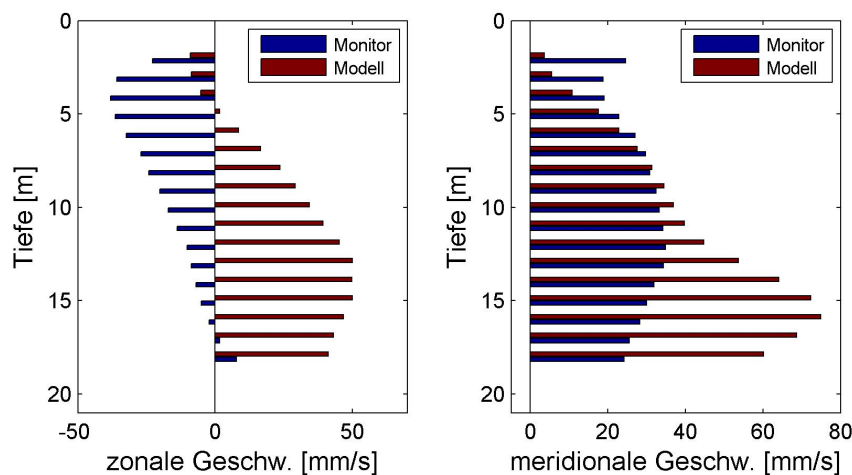 Tiefe [m]
0
5
10
15
20
Monitor
Modell
-50
0
50
zonale Geschw. [mm/s]
Tiefe [m]
0
5
10
15
20
Monitor
Modell
0
20
40
60
80
meridionale Geschw. [mm/s]